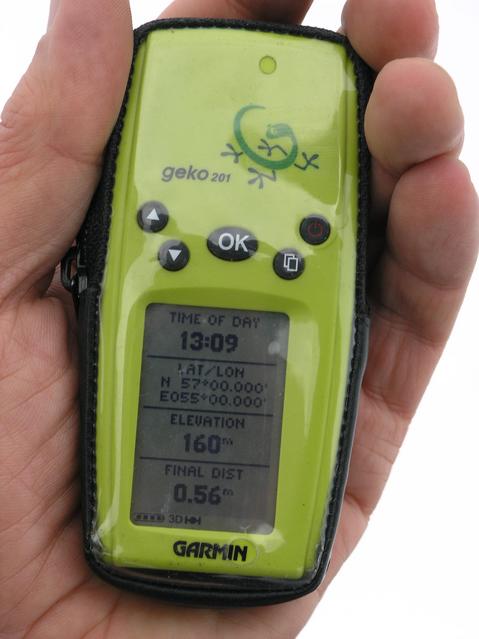 geko 201
OK
TIME OF DAY
13:09
LAT/LON
N 57°00.000'
E055°00.000'
ELEVATION
160m
FINAL DIST
0.56m
3D
GARMIN